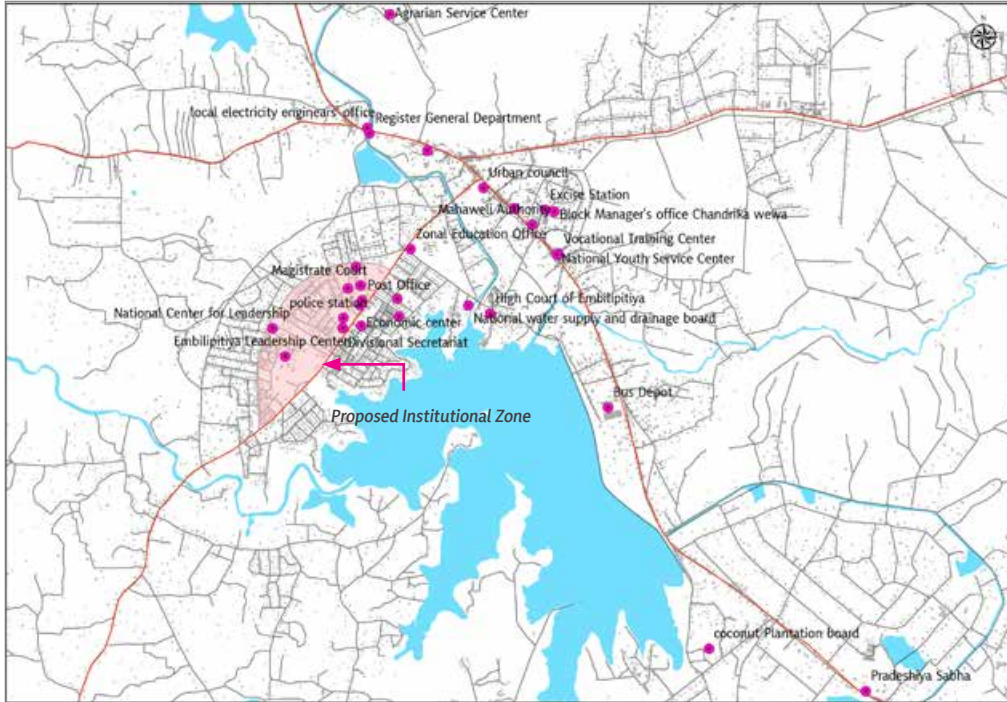 Agrarian Service Center
local electricity enginears' office
Register General Department
Urban council
Excise Station
Mahaweli Authority
Block Manager's office Chandrika wewa
Zonal Education Office
Vocational Training Center
National Youth Service Center
Magistrate Court
Post Office
police station
High Court of Embilipitiya
National Center for Leadership
Economic center
National water supply and drainage board
Embilipitiya Leadership Center
Divisional Secretariat
Bus Depot
Proposed Institutional Zone
coconut Plantation board
Pradeshiya Sabha